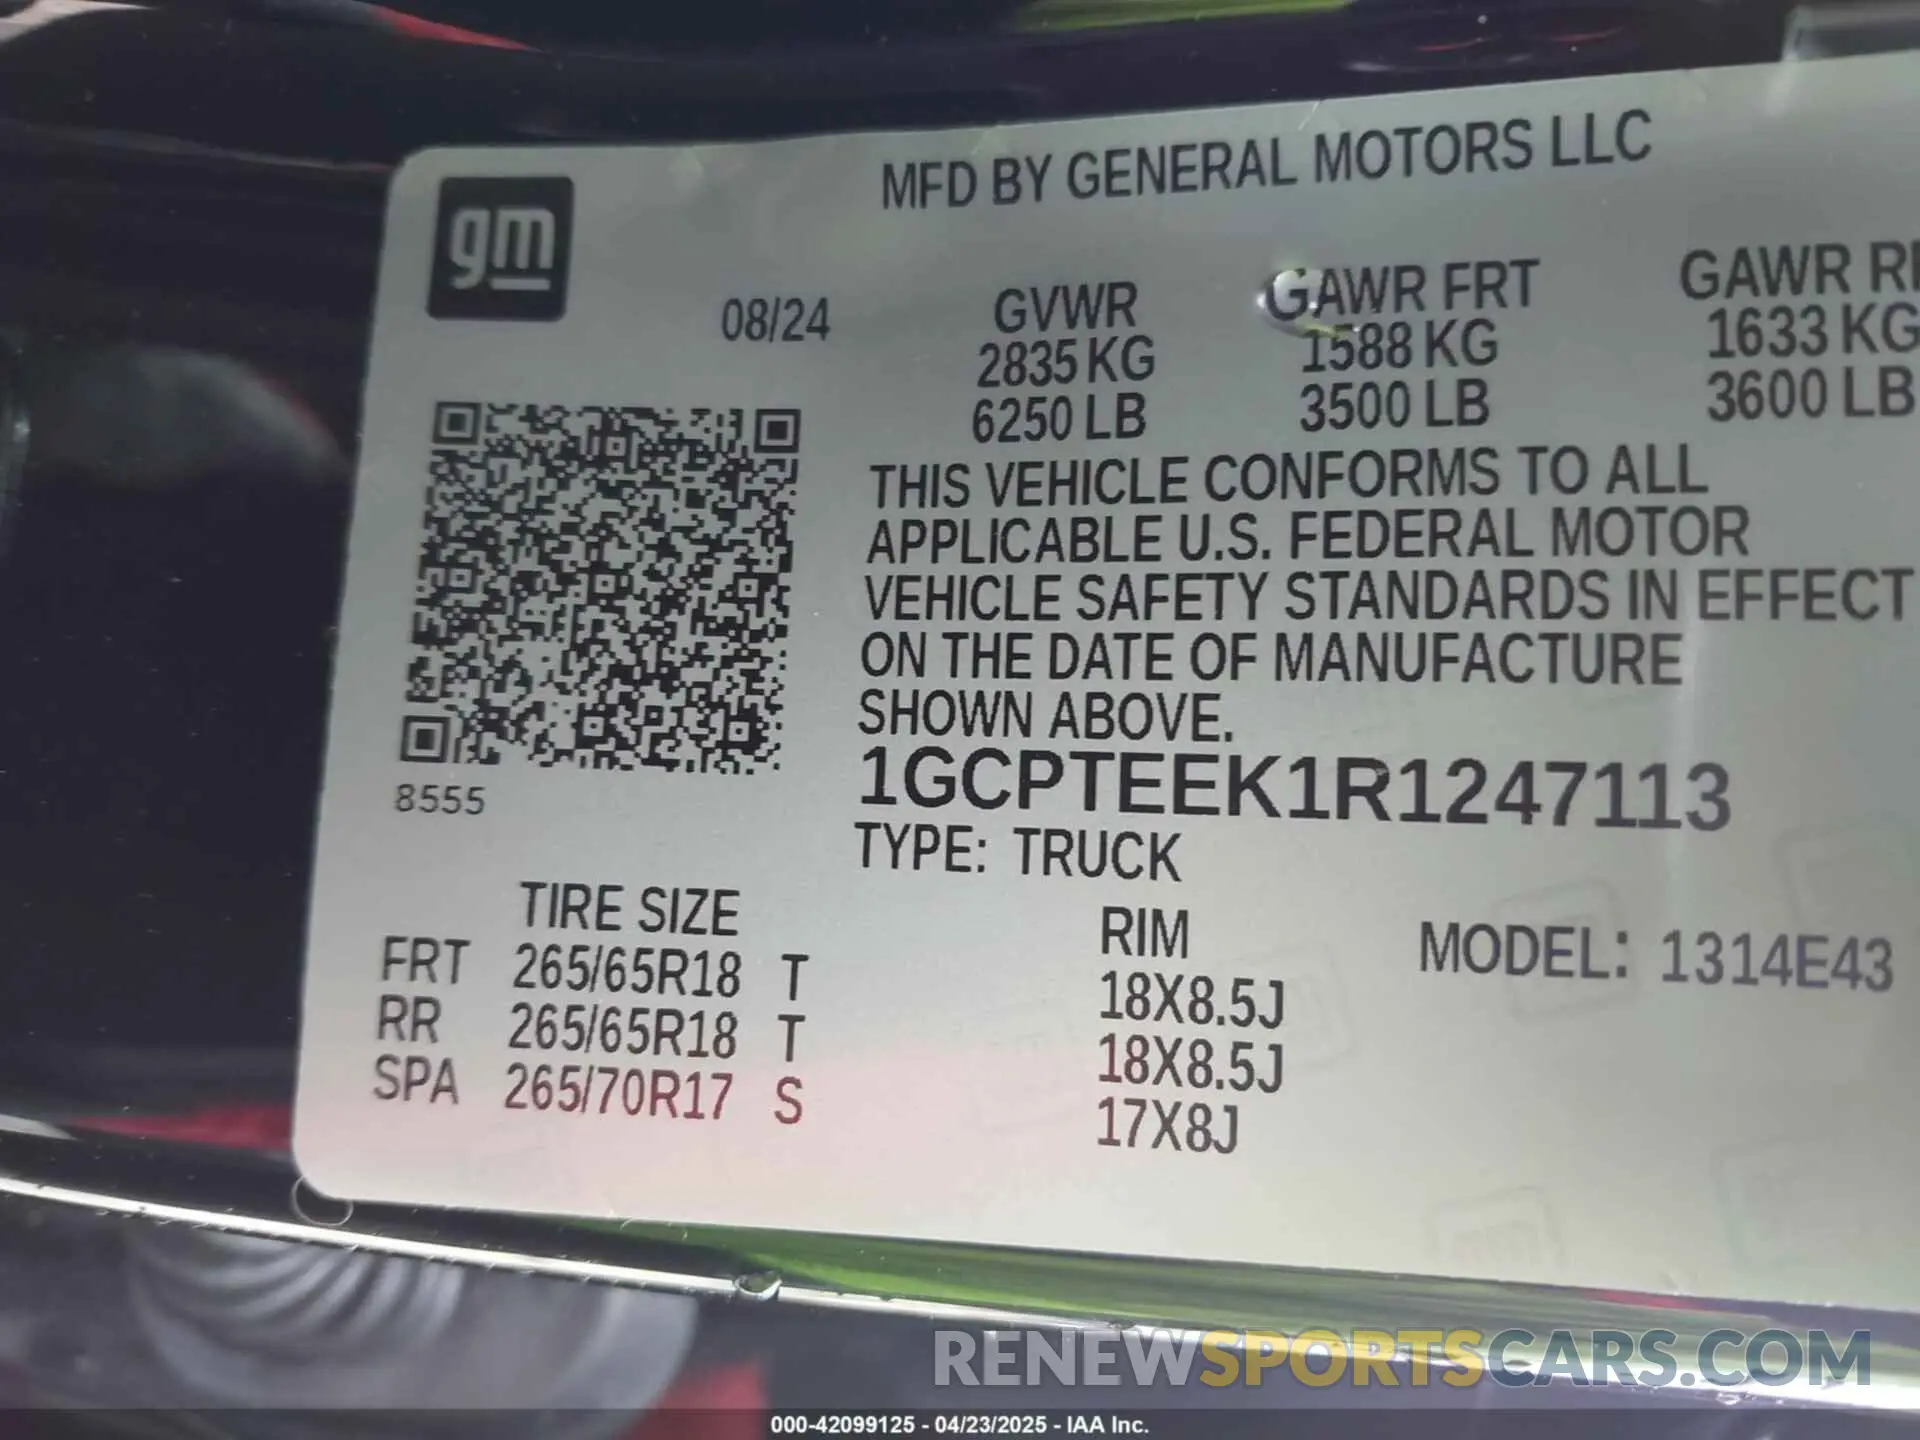 MFD BY GENERAL MOTORS LLC
gm
08/24
GVWR
2835 KG
6250 LB
GAWR FRT
1588 KG
3500 LB
GAWR
1633 KG
3600 LB
THIS VEHICLE CONFORMS TO ALL
APPLICABLE U.S. FEDERAL MOTOR
VEHICLE SAFETY STANDARDS IN EFFECT
ON THE DATE OF MANUFACTURE
SHOWN ABOVE.
1GCPTEEK1R1247113
TYPE: TRUCK
8555
TIRE SIZE
RIM
MODEL: 1314E43
FRT 265/65R18 T 18X8.5J
RR 265/65R18 T 18X8.5J
SPA 265/70R17 S 17X8J
RENEWSPORTSCARS.COM
000-42099125 - 04/23/2025 - IAA Inc.